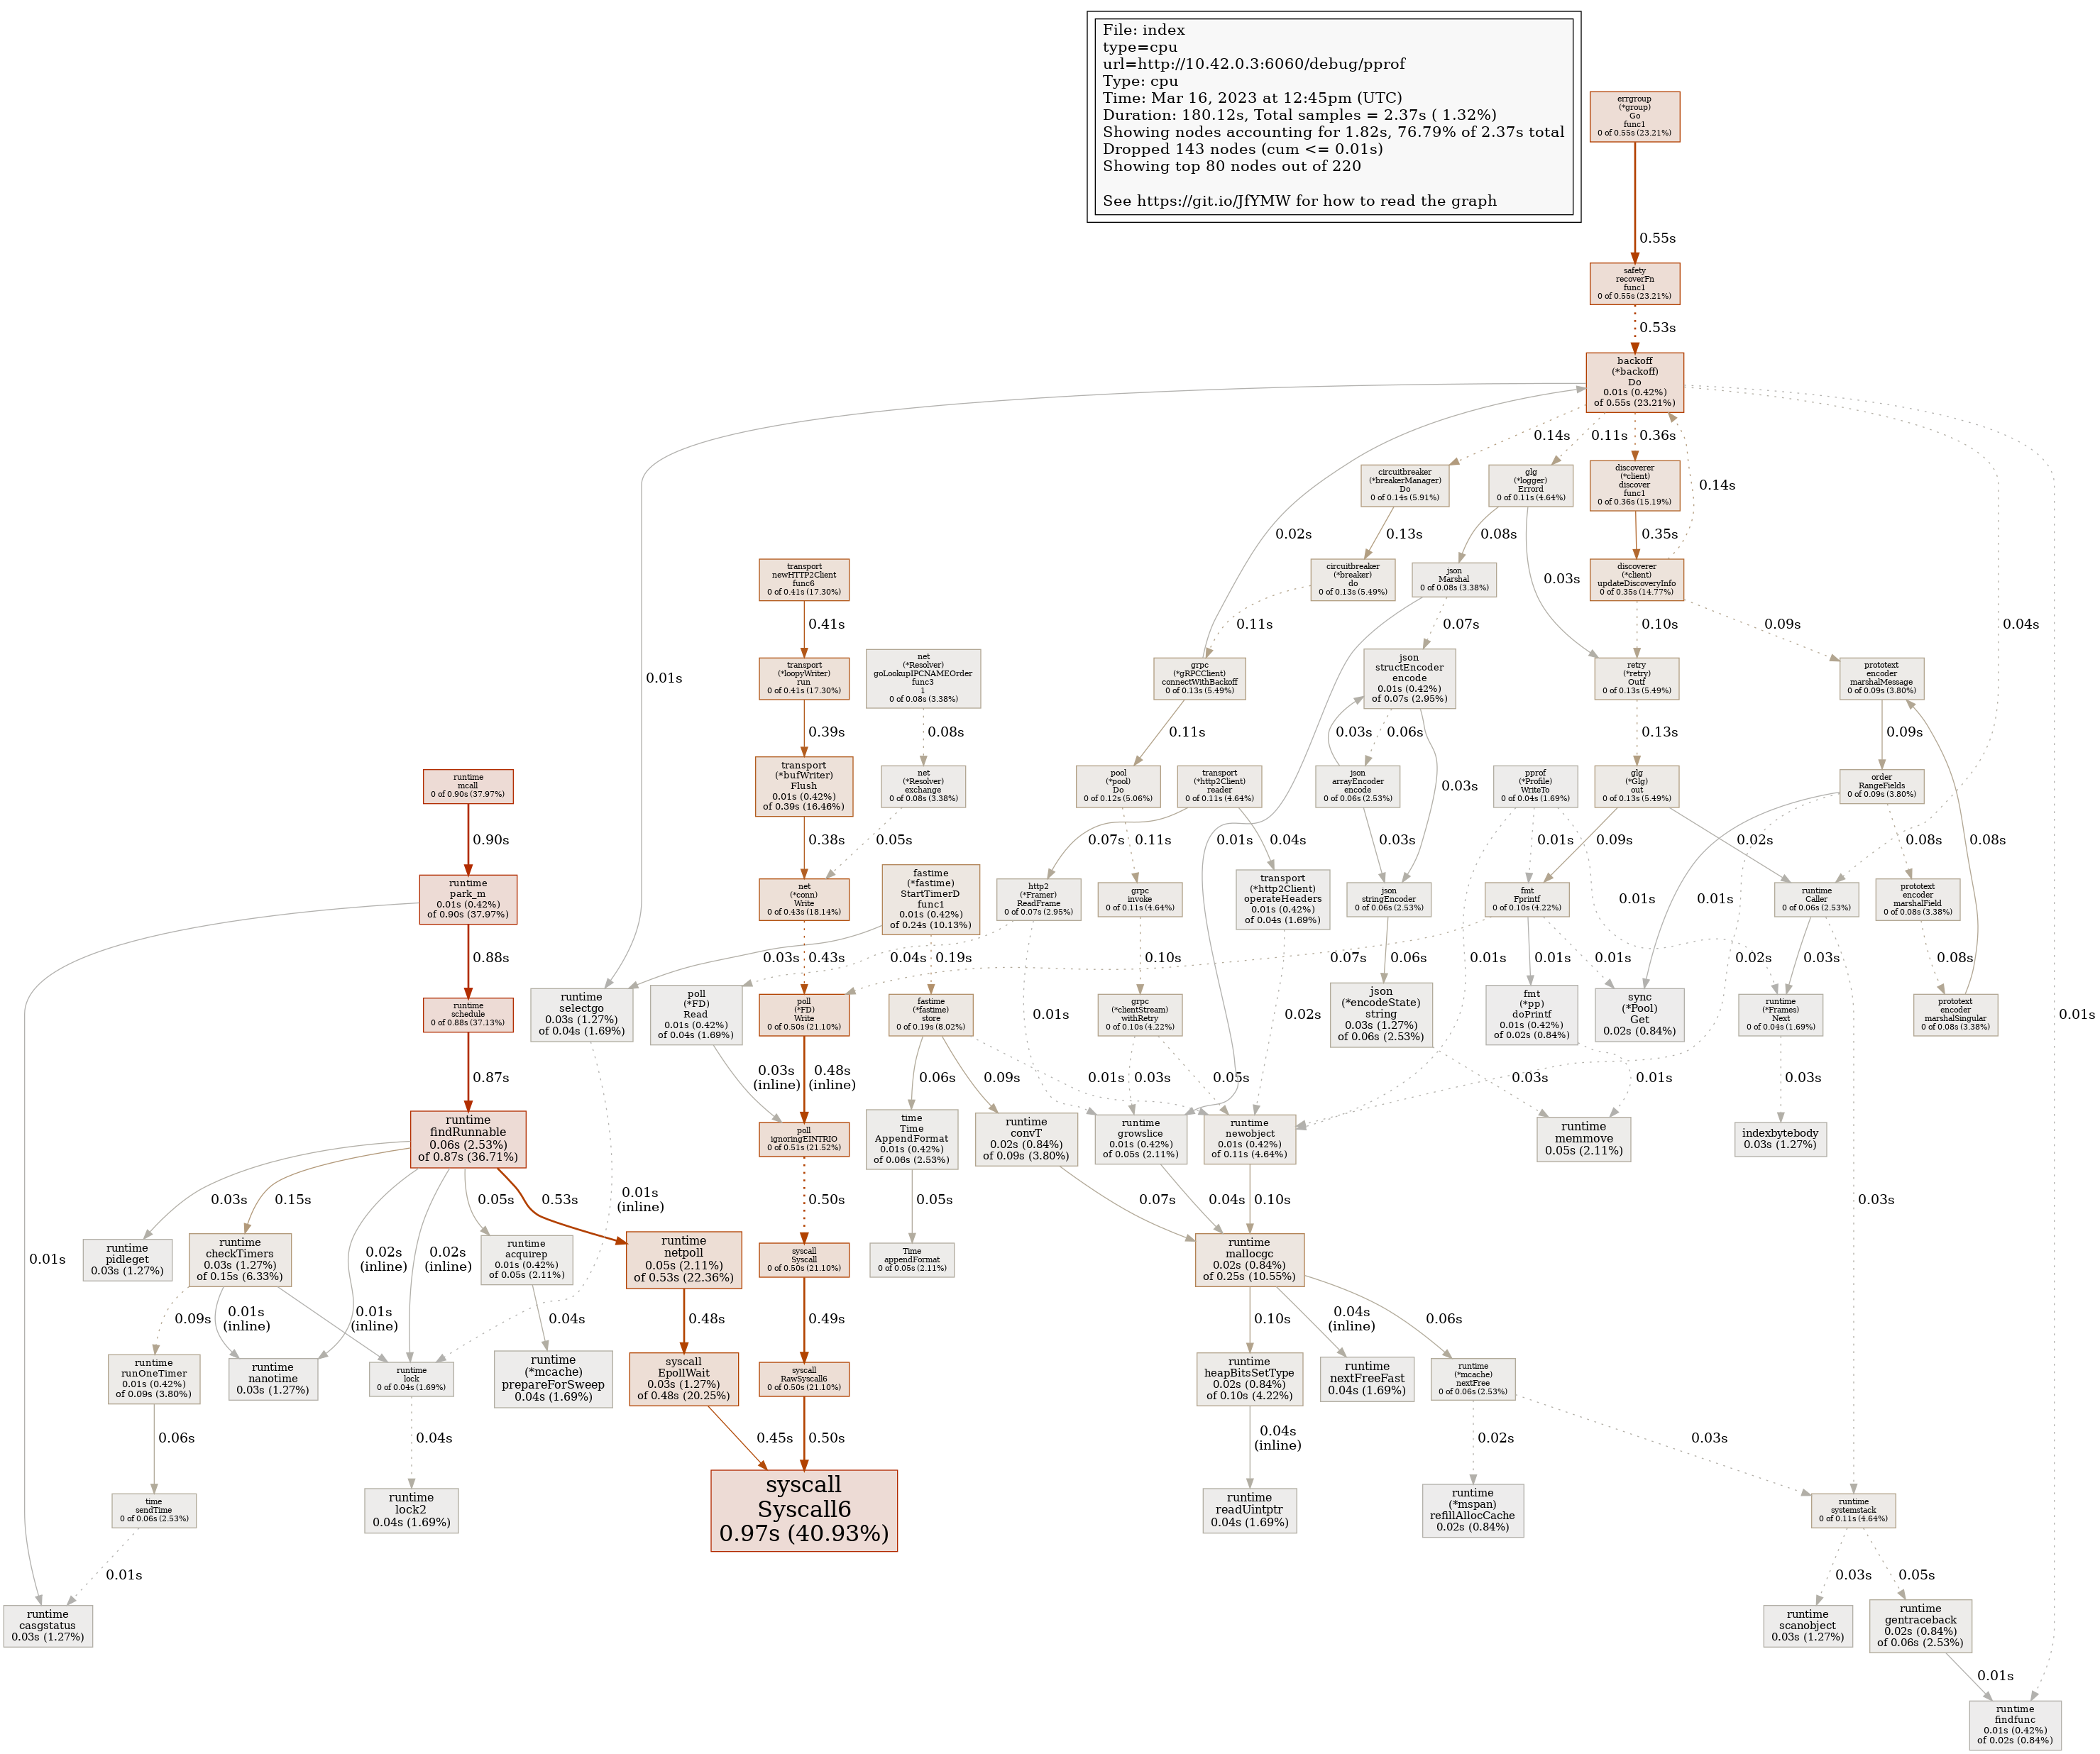 File: index
type=cpu
url=http://10.42.0.3:6060/debug/pprof
Type: cpu
Time: Mar 16, 2023 at 12:45pm (UTC)
Duration: 180.12s, Total samples = 2.37s ( 1.32%)
Showing nodes accounting for 1.82s, 76.79% of 2.37s total
Dropped 143 nodes (cum <= 0.01s)
Showing top 80 nodes out of 220
See https://git.io/JfYMW for how to read the graph
errgroup
(*group)
Go
func1
0 of 0.55s (23.21%)
0.55s
safety
recoverFn
func1
0 of 0.55s (23.21%)
0.53s
backoff
(*backoff)
Do
0.01s (0.42%)
of 0.55s (23.21%)
0.14s
0.11s
0.36s
circuitbreaker
(*breakerManager)
Do
0 of 0.14s (5.91%)
glg
(*logger)
Errord
0 of 0.11s (4.64%)
discoverer
(*client)
discover
func1
0 of 0.36s (15.19%)
0.14s
0.02s
0.13s
0.08s
0.35s
transport
newHTTP2Client
func6
0 of 0.41s (17.30%)
circuitbreaker
(*breaker)
do
0 of 0.13s (5.49%)
json
Marshal
0 of 0.08s (3.38%)
0.03s
discoverer
(*client)
updateDiscoveryInfo
0 of 0.35s (14.77%)
0.41s
0.11s
0.07s
0.10s
0.09s
0.04s
0.01s
transport
(*loopyWriter)
run
0 of 0.41s (17.30%)
net
(*Resolver)
goLookupIPCNAMEOrder
func3
1
0 of 0.08s (3.38%)
grpc
(*gRPCClient)
connectWithBackoff
0 of 0.13s (5.49%)
json
structEncoder
encode
0.01s (0.42%)
of 0.07s (2.95%)
retry
(*retry)
Outf
0 of 0.13s (5.49%)
prototext
encoder
marshalMessage
0 of 0.09s (3.80%)
0.39s
0.08s
0.11s
0.03s
0.06s
0.13s
0.09s
runtime
mcall
0 of 0.90s (37.97%)
transport
(*bufWriter)
Flush
0.01s (0.42%)
of 0.39s (16.46%)
net
(*Resolver)
exchange
0 of 0.08s (3.38%)
pool
(*pool)
Do
0 of 0.12s (5.06%)
transport
(*http2Client)
reader
0 of 0.11s (4.64%)
json
arrayEncoder
encode
0 of 0.06s (2.53%)
0.03s
pprof
(*Profile)
WriteTo
0 of 0.04s (1.69%)
glg
(*Glg)
out
0 of 0.13s (5.49%)
order
RangeFields
0 of 0.09s (3.80%)
0.90s
0.38s
0.05s
0.11s
0.07s
0.04s
0.01s
0.03s
0.01s
0.09s
0.02s
0.08s
0.08s
runtime
park_m
0.01s (0.42%)
of 0.90s (37.97%)
net
(*conn)
Write
0 of 0.43s (18.14%)
fastime
(*fastime)
StartTimerD
func1
0.01s (0.42%)
of 0.24s (10.13%)
http2
(*Framer)
ReadFrame
0 of 0.07s (2.95%)
grpc
invoke
0 of 0.11s (4.64%)
transport
(*http2Client)
operateHeaders
0.01s (0.42%)
of 0.04s (1.69%)
json
stringEncoder
0 of 0.06s (2.53%)
fmt
Fprintf
0 of 0.10s (4.22%)
0.01s
0.01s
runtime
Caller
0 of 0.06s (2.53%)
prototext
encoder
marshalField
0 of 0.08s (3.38%)
0.88s
0.03s
0.43s
0.04s
0.19s
0.10s
0.07s
0.06s
0.01s
0.01s
0.01s
0.02s
0.03s
0.08s
runtime
schedule
0 of 0.88s (37.13%)
runtime
selectgo
0.03s (1.27%)
of 0.04s (1.69%)
poll
(*FD)
Read
0.01s (0.42%)
of 0.04s (1.69%)
poll
(*FD)
Write
0 of 0.50s (21.10%)
fastime
(*fastime)
store
0 of 0.19s (8.02%)
0.01s
grpc
(*clientStream)
withRetry
0 of 0.10s (4.22%)
0.02s
json
(*encodeState)
string
0.03s (1.27%)
of 0.06s (2.53%)
fmt
(*pp)
doPrintf
0.01s (0.42%)
of 0.02s (0.84%)
sync
(*Pool)
Get
0.02s (0.84%)
runtime
(*Frames)
Next
0 of 0.04s (1.69%)
prototext
encoder
marshalSingular
0 of 0.08s (3.38%)
0.01s
0.87s
0.03s
(inline)
0.48s
(inline)
0.06s
0.09s
0.01s
0.03s
0.05s
0.03s
0.01s
0.03s
runtime
findRunnable
0.06s (2.53%)
of 0.87s (36.71%)
poll
ignoringEINTRIO
0 of 0.51s (21.52%)
time
Time
AppendFormat
0.01s (0.42%)
of 0.06s (2.53%)
runtime
convT
0.02s (0.84%)
of 0.09s (3.80%)
runtime
growslice
0.01s (0.42%)
of 0.05s (2.11%)
runtime
newobject
0.01s (0.42%)
of 0.11s (4.64%)
runtime
memmove
0.05s (2.11%)
indexbytebody
0.03s (1.27%)
0.03s
0.15s
0.05s
0.53s
0.01s
(inline)
0.50s
0.05s
0.07s
0.04s
0.10s
0.03s
0.01s
runtime
pidleget
0.03s (1.27%)
runtime
checkTimers
0.03s (1.27%)
of 0.15s (6.33%)
0.02s
(inline)
0.02s
(inline)
runtime
acquirep
0.01s (0.42%)
of 0.05s (2.11%)
runtime
netpoll
0.05s (2.11%)
of 0.53s (22.36%)
syscall
Syscall
0 of 0.50s (21.10%)
Time
appendFormat
0 of 0.05s (2.11%)
runtime
mallocgc
0.02s (0.84%)
of 0.25s (10.55%)
0.09s
0.01s
(inline)
0.01s
(inline)
0.04s
0.48s
0.49s
0.10s
0.04s
(inline)
0.06s
runtime
runOneTimer
0.01s (0.42%)
of 0.09s (3.80%)
runtime
nanotime
0.03s (1.27%)
runtime
lock
0 of 0.04s (1.69%)
runtime
(*mcache)
prepareForSweep
0.04s (1.69%)
syscall
EpollWait
0.03s (1.27%)
of 0.48s (20.25%)
syscall
RawSyscall6
0 of 0.50s (21.10%)
runtime
heapBitsSetType
0.02s (0.84%)
of 0.10s (4.22%)
runtime
nextFreeFast
0.04s (1.69%)
runtime
(*mcache)
nextFree
0 of 0.06s (2.53%)
0.06s
0.04s
0.45s
0.50s
0.04s
(inline)
0.02s
0.03s
time
sendTime
0 of 0.06s (2.53%)
runtime
lock2
0.04s (1.69%)
syscall
Syscall6
0.97s (40.93%)
runtime
readUintptr
0.04s (1.69%)
runtime
(*mspan)
refillAllocCache
0.02s (0.84%)
runtime
systemstack
0 of 0.11s (4.64%)
0.01s
0.03s
0.05s
runtime
casgstatus
0.03s (1.27%)
runtime
scanobject
0.03s (1.27%)
runtime
gentraceback
0.02s (0.84%)
of 0.06s (2.53%)
0.01s
runtime
findfunc
0.01s (0.42%)
of 0.02s (0.84%)